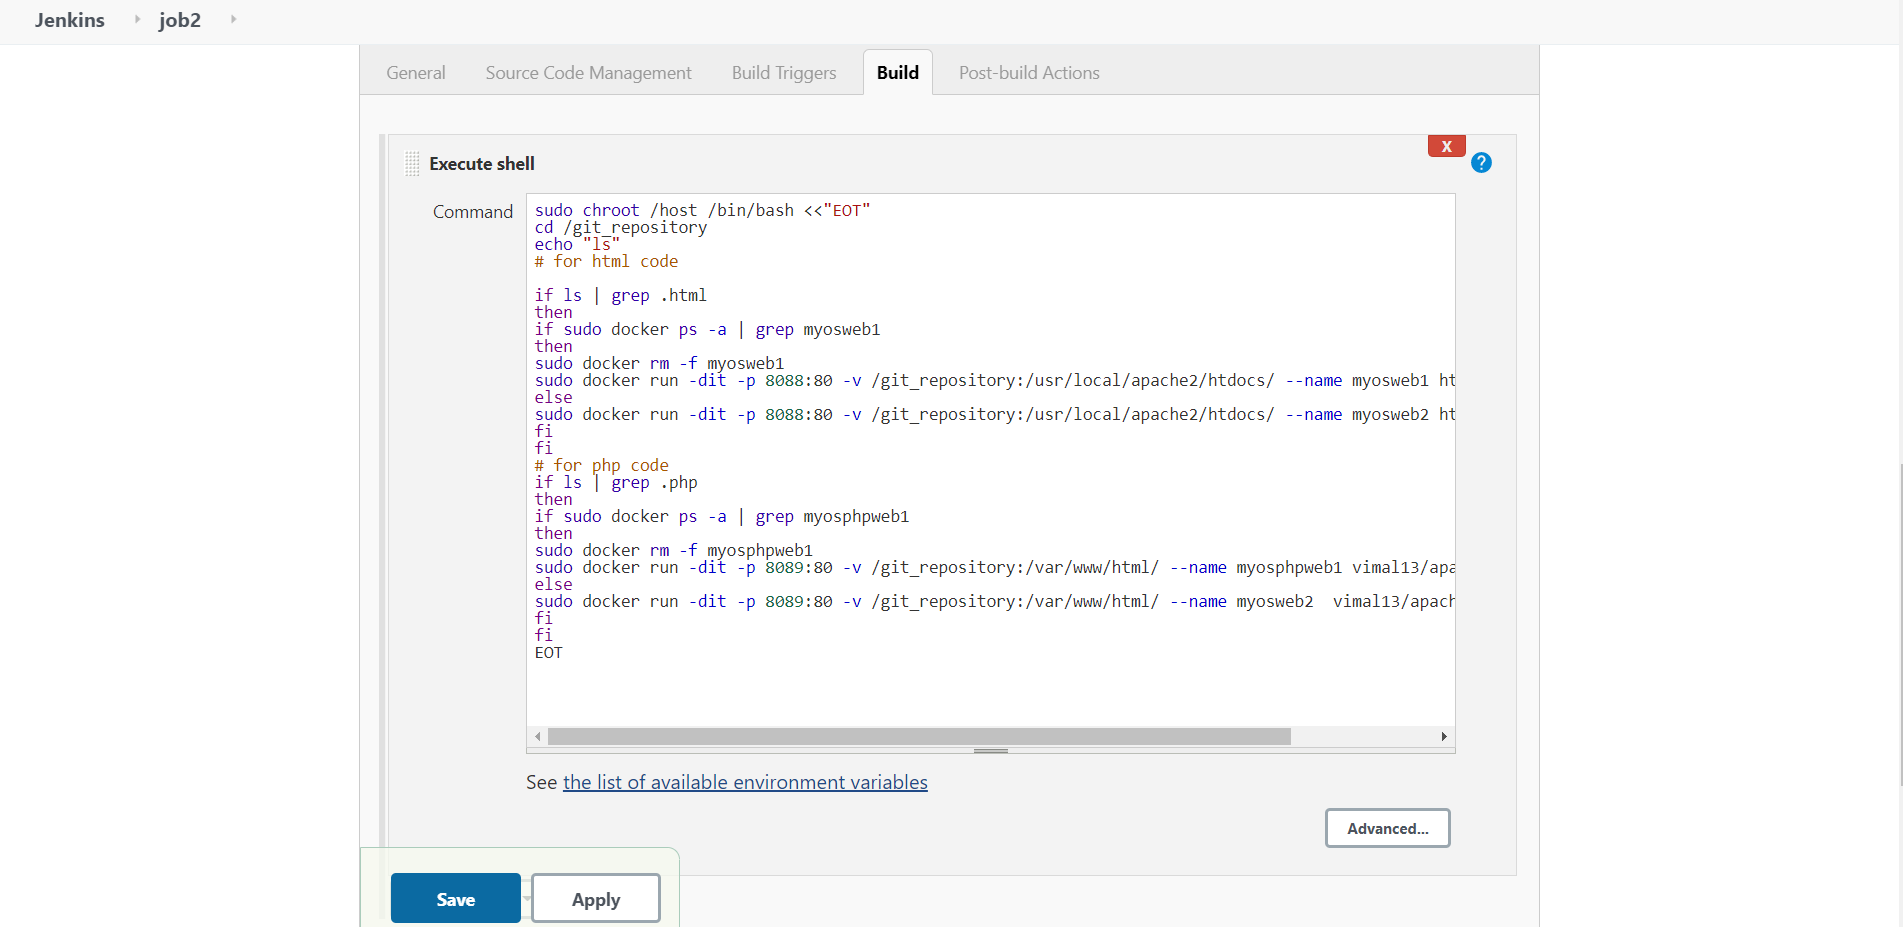 Jenkins job2
General Source Code Management Build Triggers Build Post-build Actions
X
Execute shell
?
Command
sudo chroot /host /bin/bash <<"EOT"
cd /git_repository
echo "ls"
# for html code
if ls | grep .html
then
if sudo docker ps -a | grep myosweb1
then
sudo docker rm -f myosweb1
sudo docker run -dit -p 8088:80 -v /git_repository:/usr/local/apache2/htdocs/ --name myosweb1 ht
else
sudo docker run -dit -p 8088:80 -v /git_repository:/usr/local/apache2/htdocs/ --name myosweb2 ht
fi
fi
# for php code
if ls | grep .php
then
if sudo docker ps -a | grep myosphpweb1
then
sudo docker rm -f myosphpweb1
sudo docker run -dit -p 8089:80 -v /git_repository:/var/www/html/ --name myosphpweb1 vimal13/apa
else
sudo docker run -dit -p 8089:80 -v /git_repository:/var/www/html/ --name myosweb2  vimal13/apach
fi
fi
EOT
See the list of available environment variables
Advanced...
Save Apply